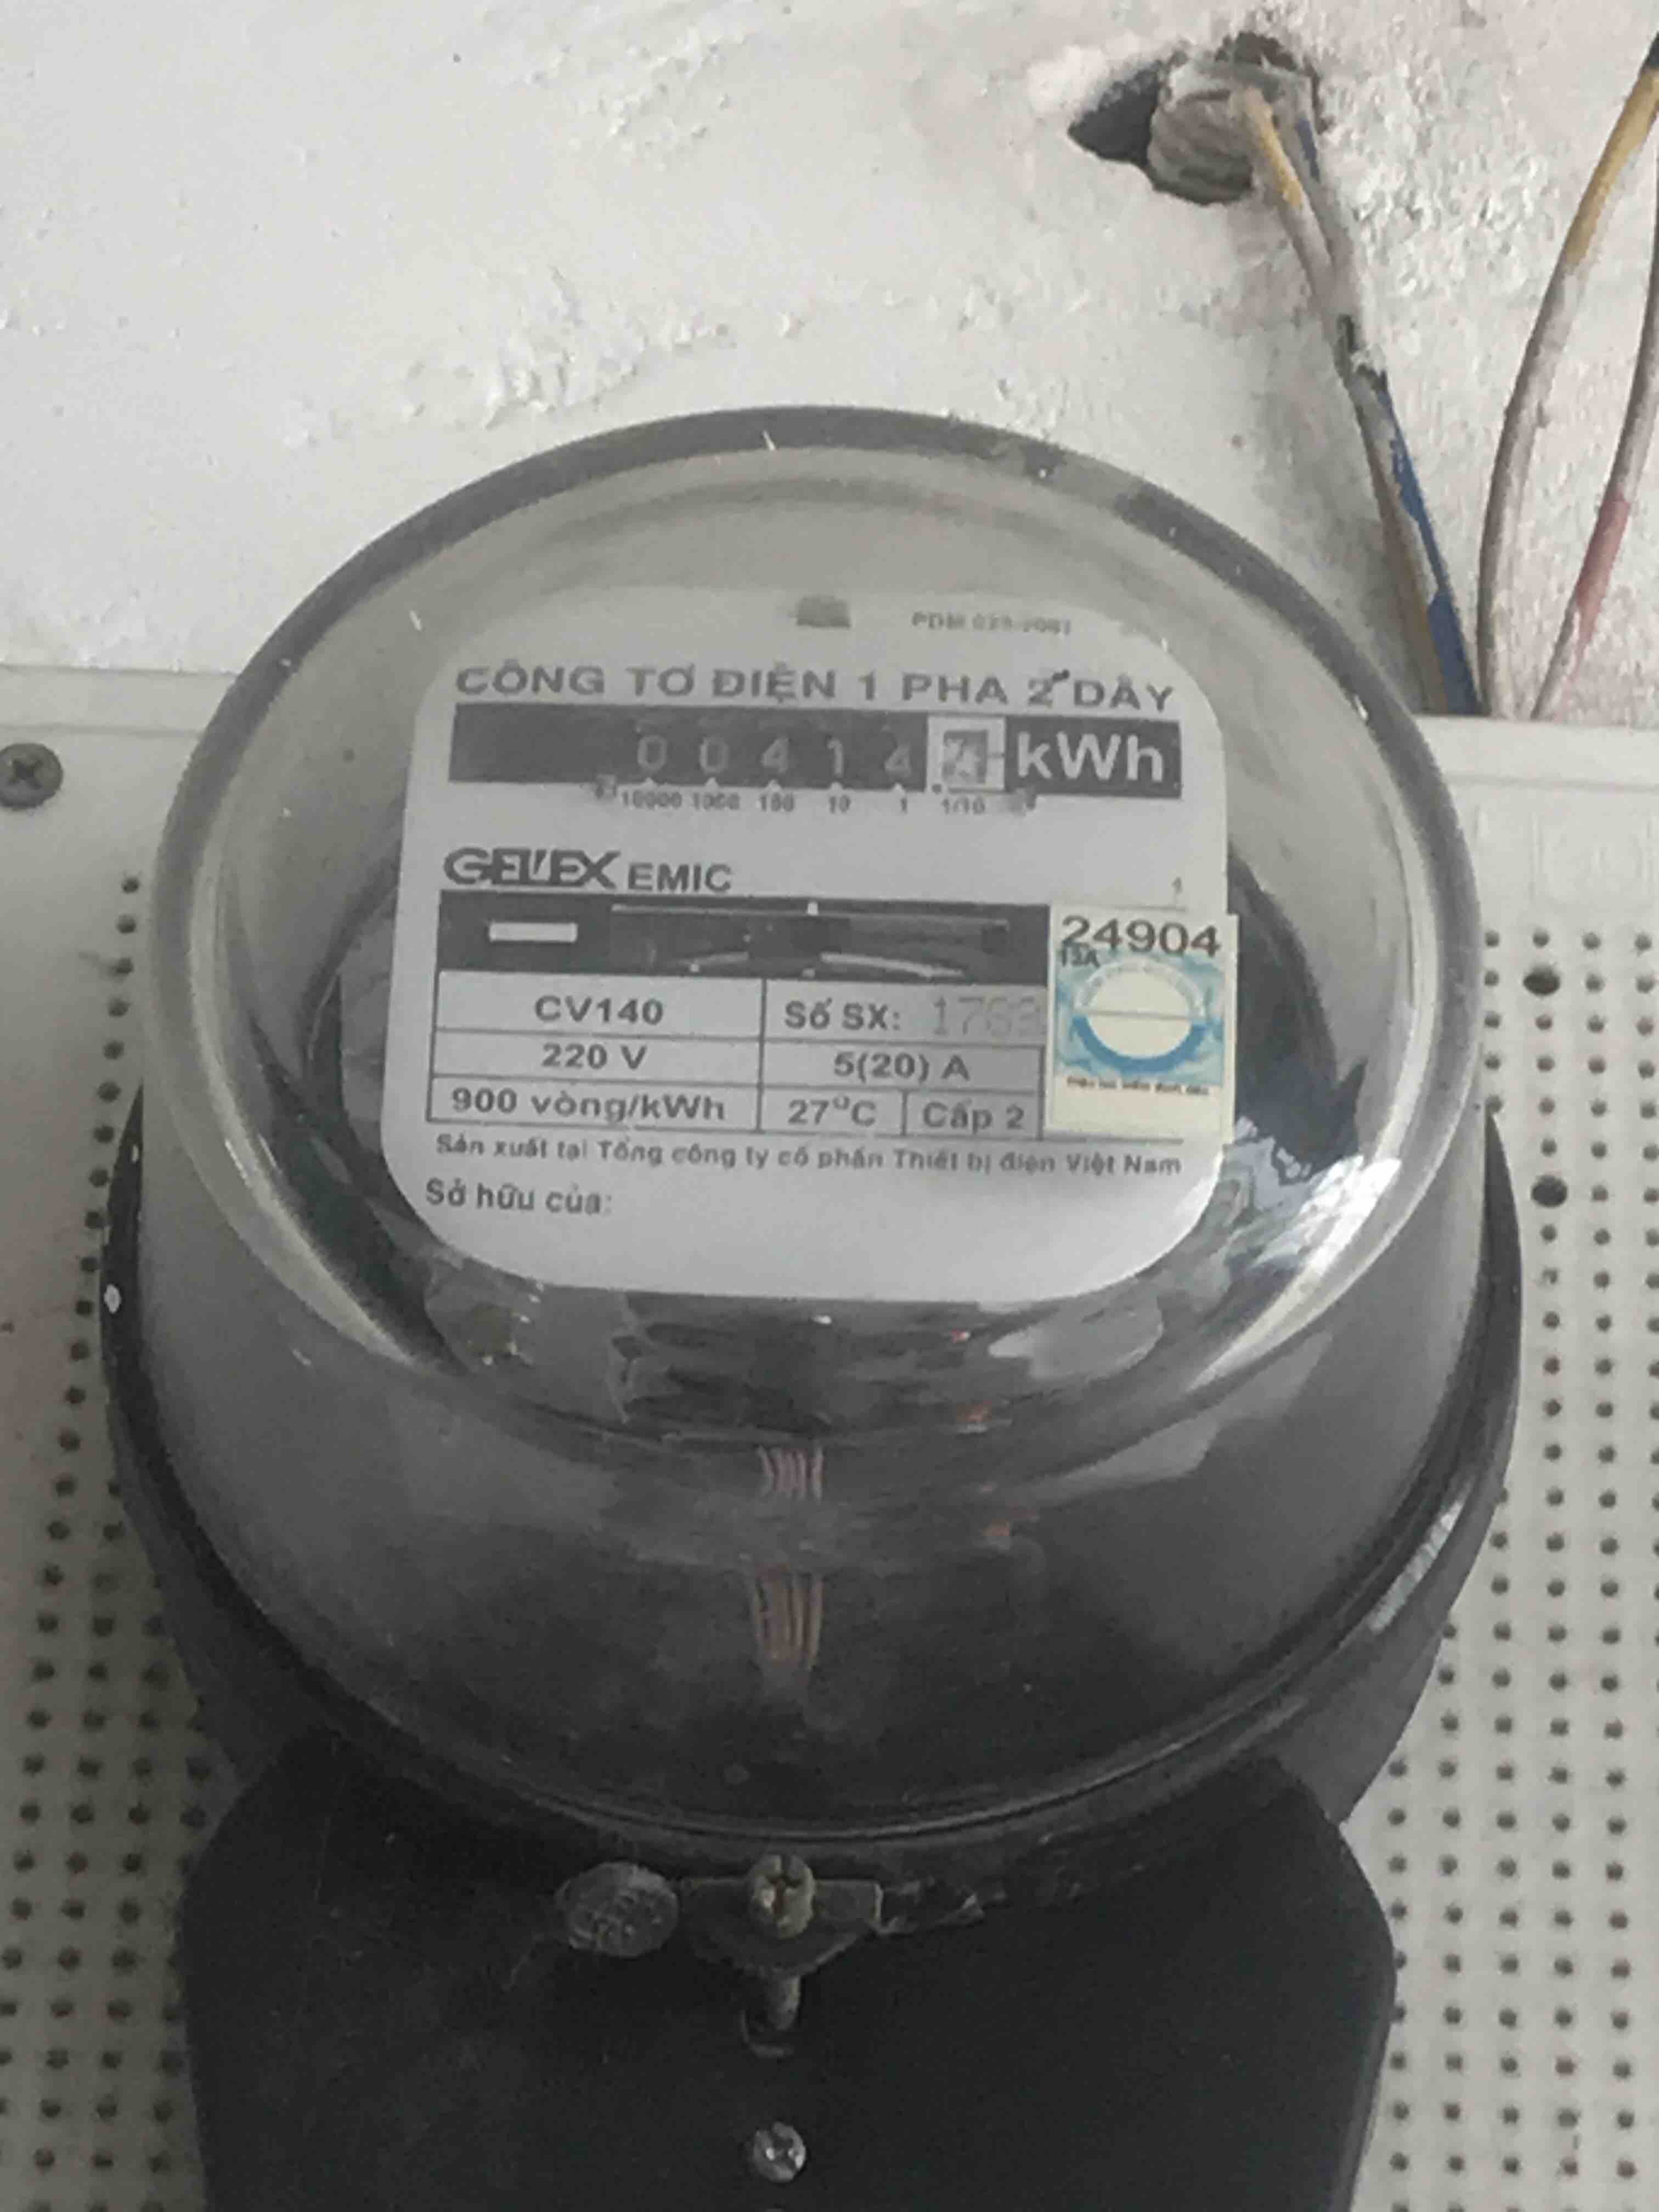 CÔNG TƠ ĐIỆN 1 PHA 2 DÂY
0 0 4 1 4 kWh
10000 1000 100 10 1 1/10
GELEX EMIC
1
24904
13A
CV140 Số SX:
220 V 5(20) A
900 vòng/kWh 27°C Cấp 2
Sản xuất tại Tổng công ty cổ phần Thiết bị điện Việt Nam
Sở hữu của: